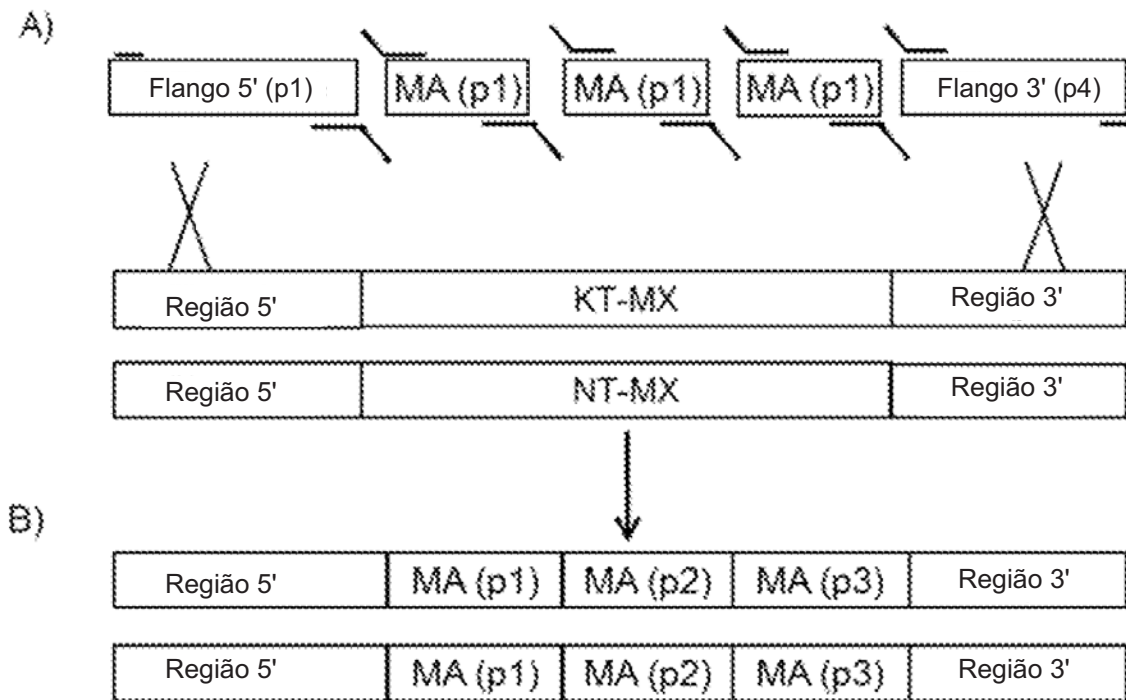 A)
Flango 5' (p1) MA (p1) MA (p1) MA (p1) Flango 3' (p4)
Região 5' KT-MX Região 3'
Região 5' NT-MX Região 3'
B)
Região 5' MA (p1) MA (p2) MA (p3) Região 3'
Região 5' MA (p1) MA (p2) MA (p3) Região 3'